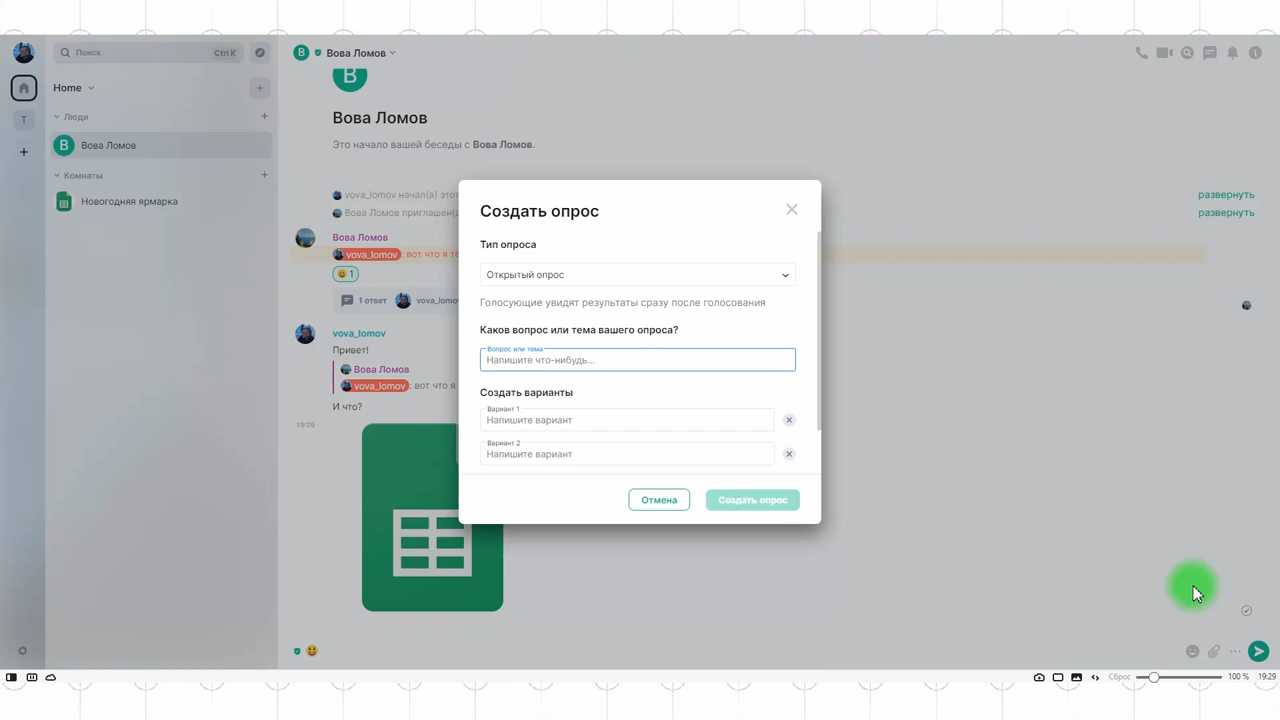 Поиск
Ctrl K
Home
Т
Люди
В Вова Ломов
Комнаты
Новогодняя ярмарка
В Вова Ломов
В
Вова Ломов
Это начало вашей беседы с Вова Ломов.
vova_lomov начал(а)
развернуть
Вова Ломов
развернуть
Вова Ломов
vova_lomov : вот что я
1
1 ответ
vova_lomov
Привет!
Вова Ломов
vova_lomov : вот что я
И что?
18:29
Создать опрос
Тип опроса
Открытый опрос
Голосующие увидят результаты сразу после голосования
Каков вопрос или тема вашего опроса?
Вопрос или тема
Напишите что-нибудь...
Создать варианты
Вариант 1
Напишите вариант
Вариант 2
Напишите вариант
Отмена
Создать опрос
Сброс
100 %
19:29